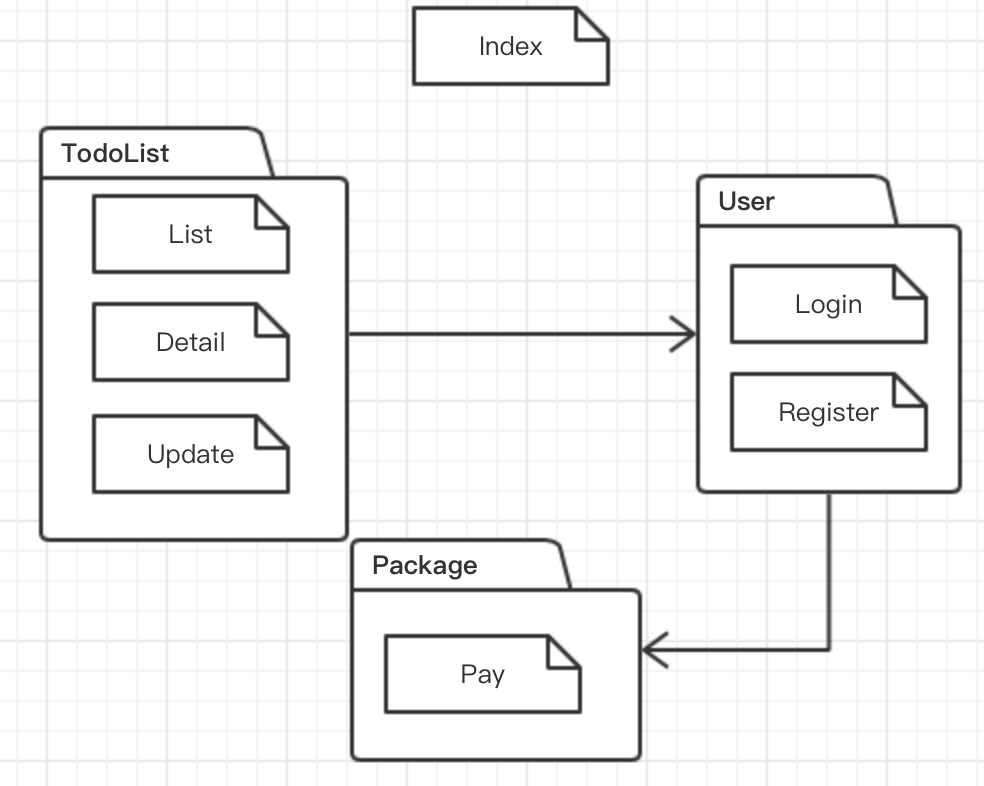 Index
TodoList
List
Detail
Update
User
Login
Register
Package
Pay